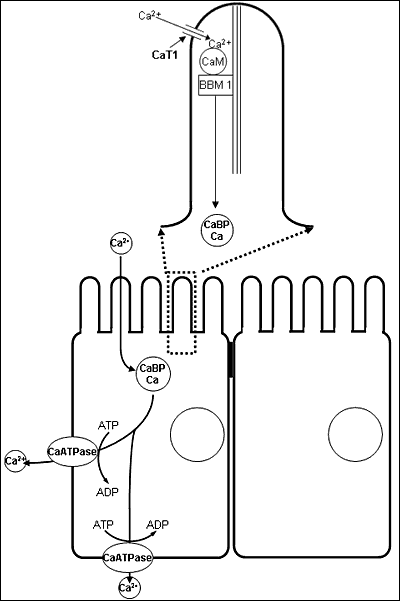 Ca2+
Ca2+
CaT1
CaM
BBM 1
CaBP
Ca
Ca2+
CaBP
Ca
ATP
CaATPase
Ca2+
ADP
ATP
ADP
CaATPase
Ca2+